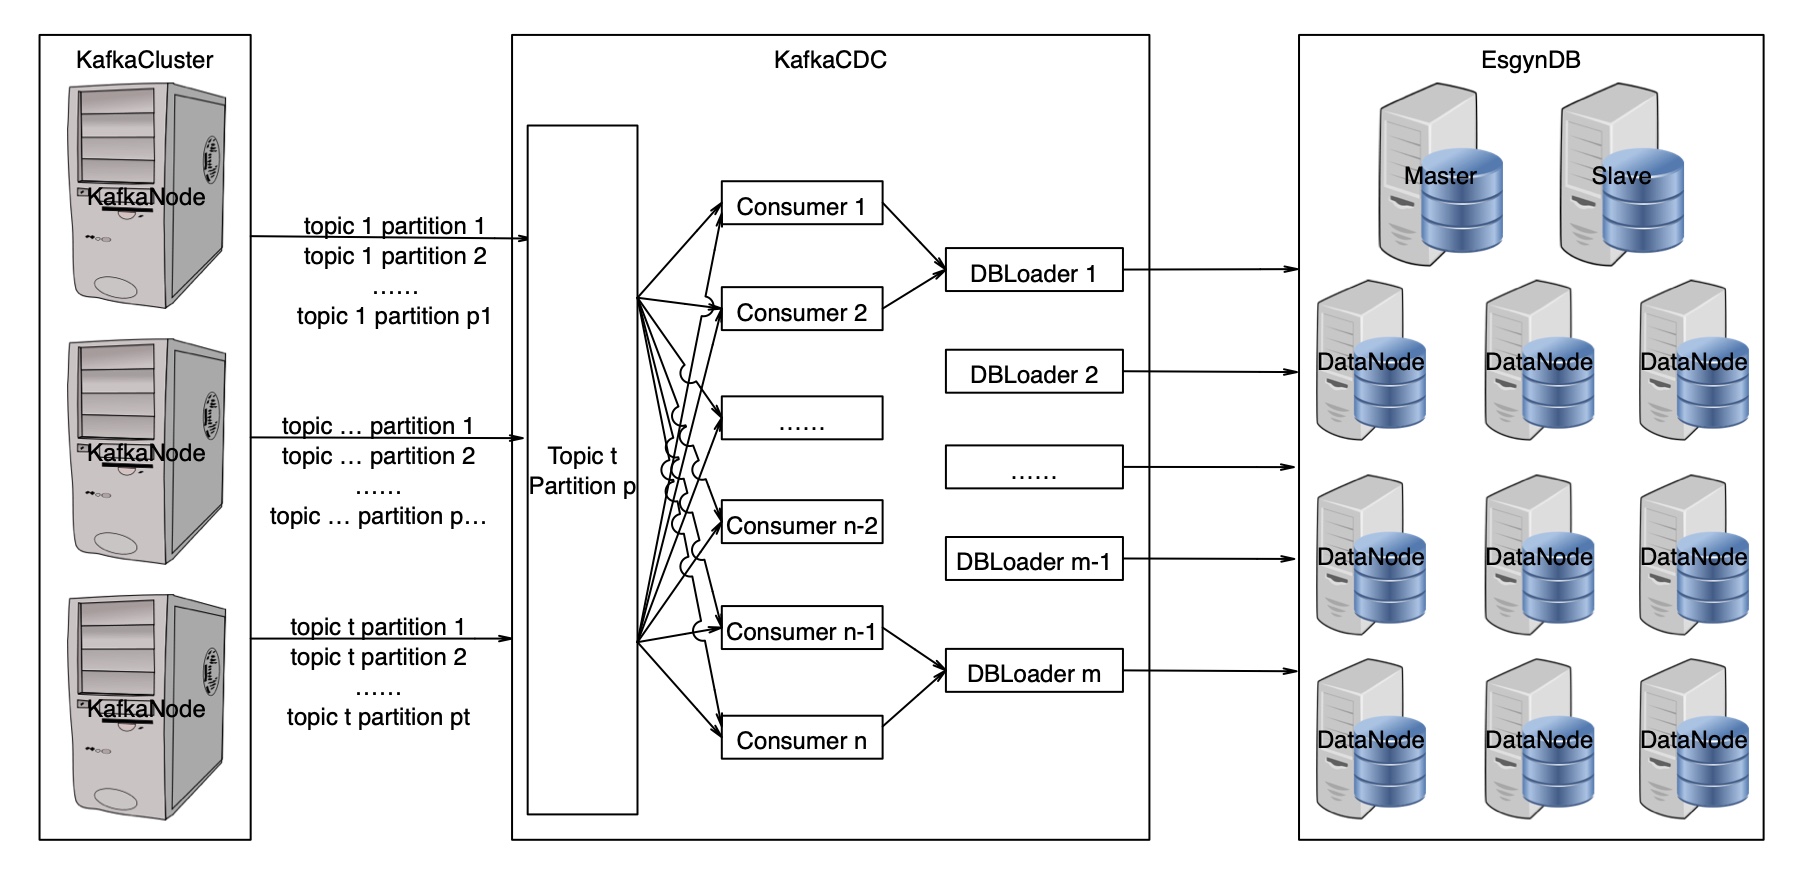 KafkaCluster
KafkaNode
KafkaNode
KafkaNode
topic 1 partition 1
topic 1 partition 2
......
topic 1 partition p1
topic ... partition 1
topic ... partition 2
......
topic ... partition p...
topic t partition 1
topic t partition 2
......
topic t partition pt
KafkaCDC
Topic t
Partition p
Consumer 1
Consumer 2
......
Consumer n-2
Consumer n-1
Consumer n
DBLoader 1
DBLoader 2
......
DBLoader m-1
DBLoader m
EsgynDB
Master
Slave
DataNode
DataNode
DataNode
DataNode
DataNode
DataNode
DataNode
DataNode
DataNode